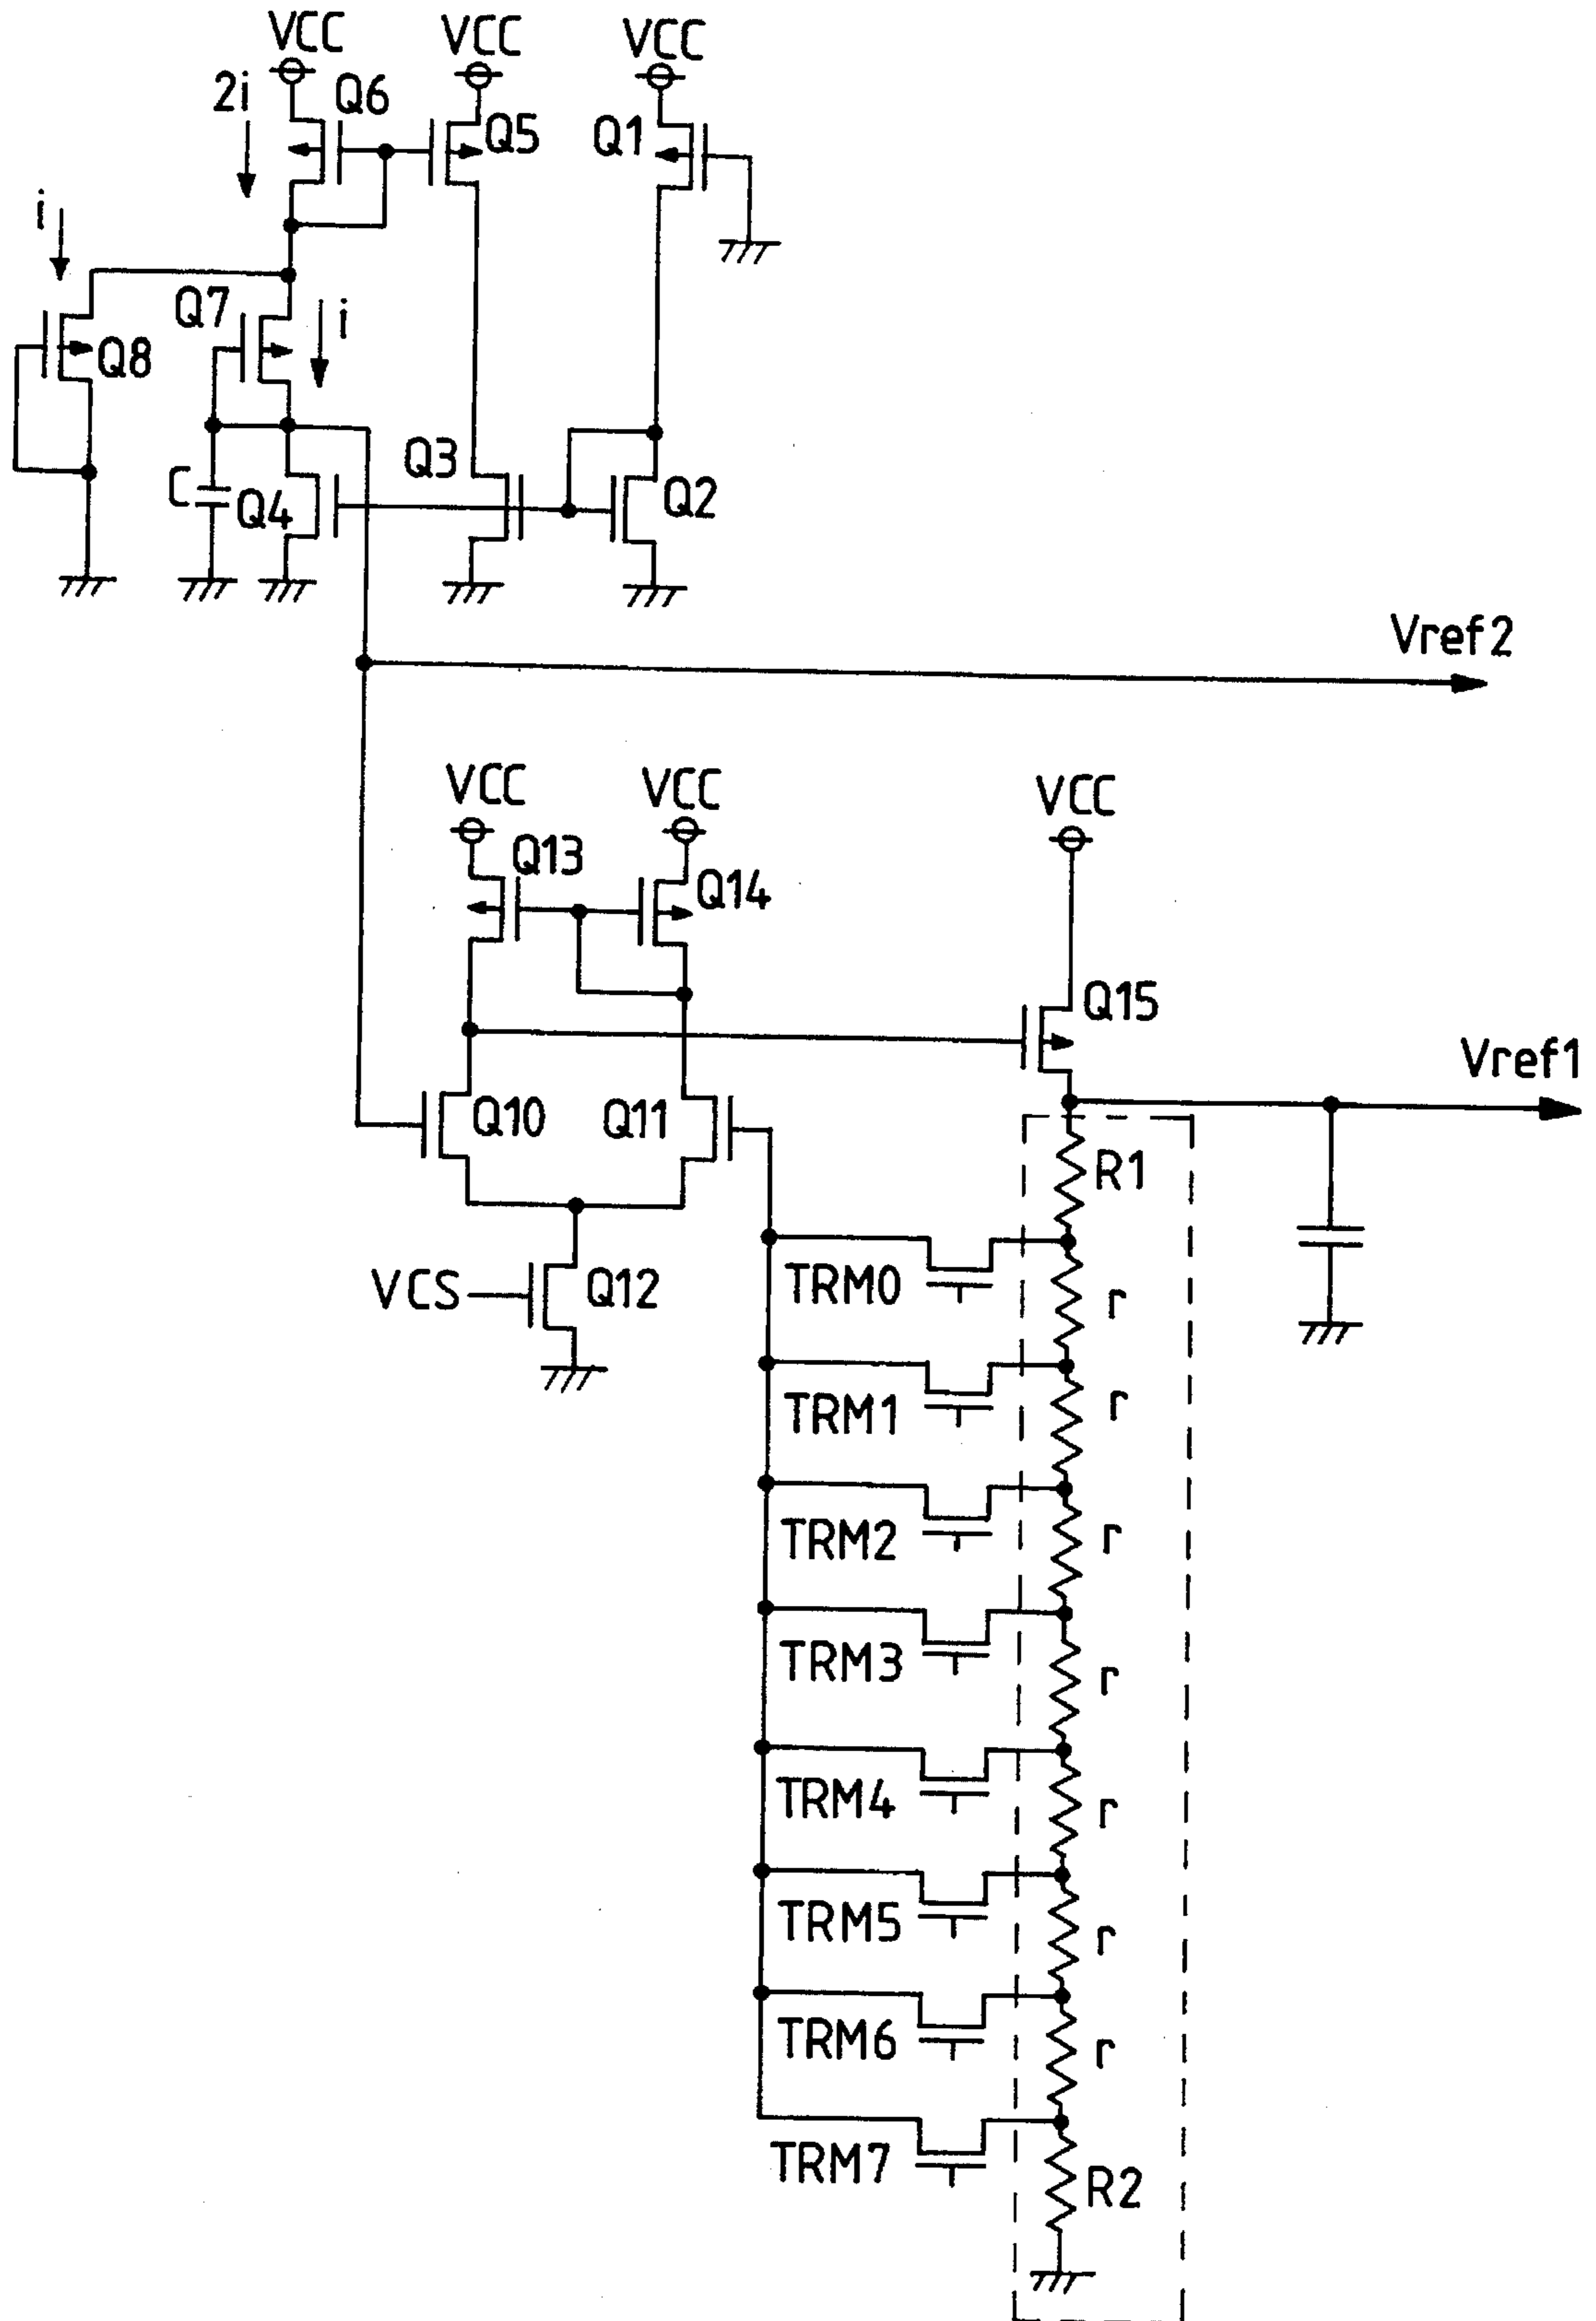 VCC VCC VCC
2i Q6 Q5 Q1
i
Q7 i
Q8
Q3
C Q4 Q2
Vref2
VCC VCC VCC
Q13 Q14
Q15
Vref1
Q10 Q11
R1
VCS Q12
TRM0 r
TRM1 r
TRM2 r
TRM3 r
TRM4 r
TRM5 r
TRM6 r
TRM7 R2